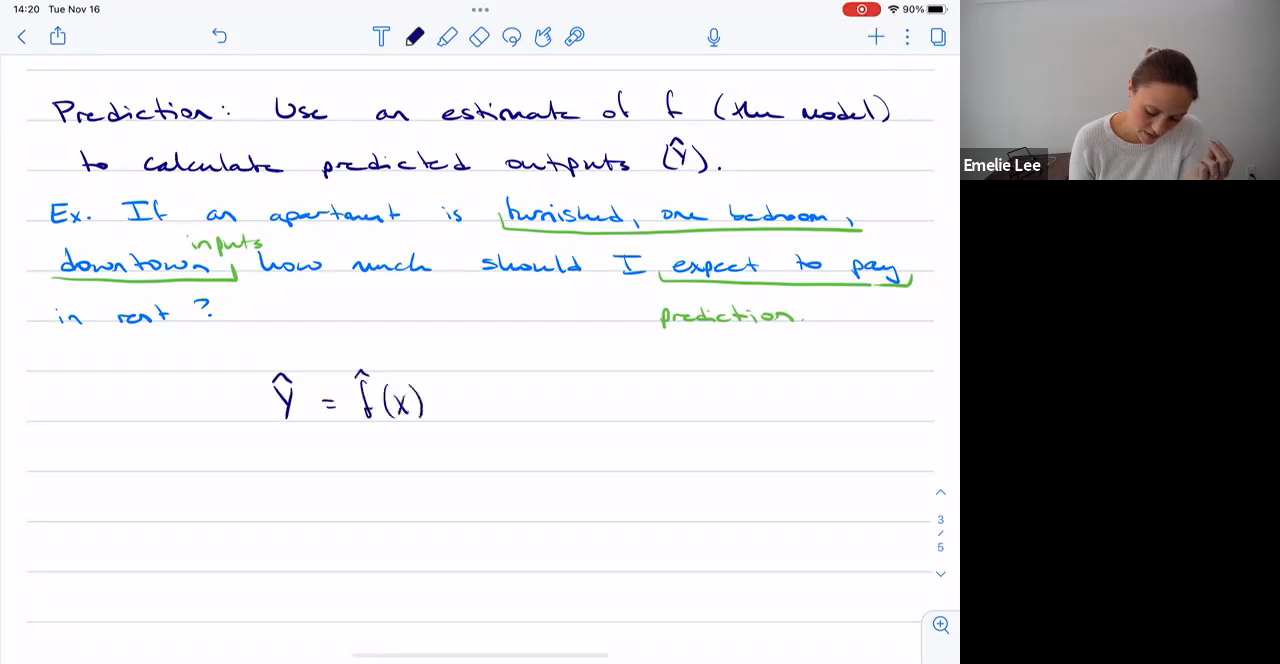 14:20 Tue Nov 16
90%
Prediction: Use an estimate of f (the model)
to calculate predicted outputs (Ŷ).
Ex. If an apartment is furnished, one bedroom,
inputs
downtown, how much should I expect to pay
in rent?
prediction.
Ŷ = f̂(x)
Emelie Lee
3
/
5